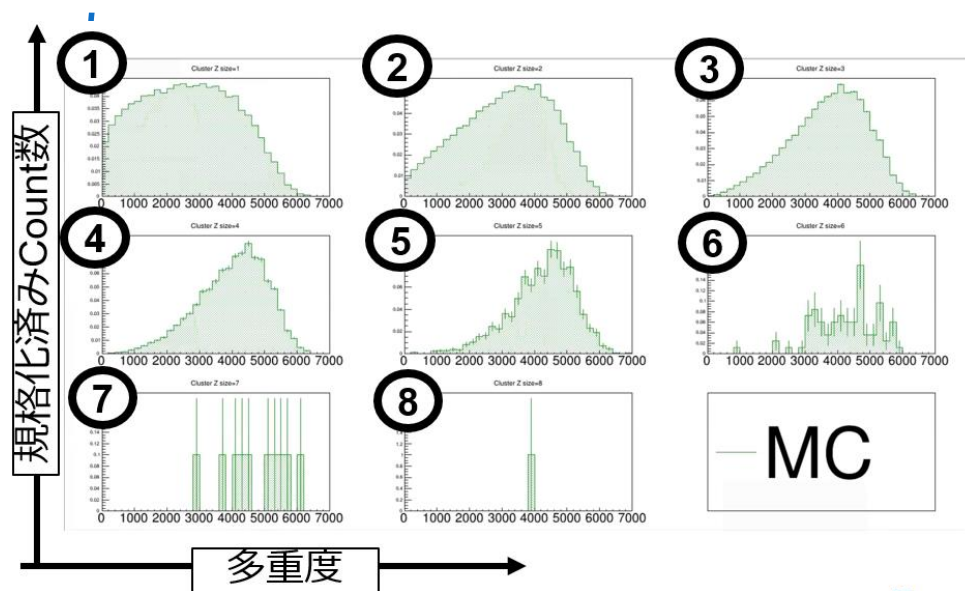 規格化済みCount数
1
Cluster Z size=1
2
Cluster Z size=2
3
Cluster Z size=3
0 1000 2000 3000 4000 5000 6000 7000
0 1000 2000 3000 4000 5000 6000 7000
0 1000 2000 3000 4000 5000 6000 7000
4
Cluster Z size=4
5
Cluster Z size=5
6
Cluster Z size=6
0 1000 2000 3000 4000 5000 6000 7000
0 1000 2000 3000 4000 5000 6000 7000
0 1000 2000 3000 4000 5000 6000 7000
7
Cluster Z size=7
8
Cluster Z size=8
MC
0 1000 2000 3000 4000 5000 6000 7000
0 1000 2000 3000 4000 5000 6000 7000
多重度